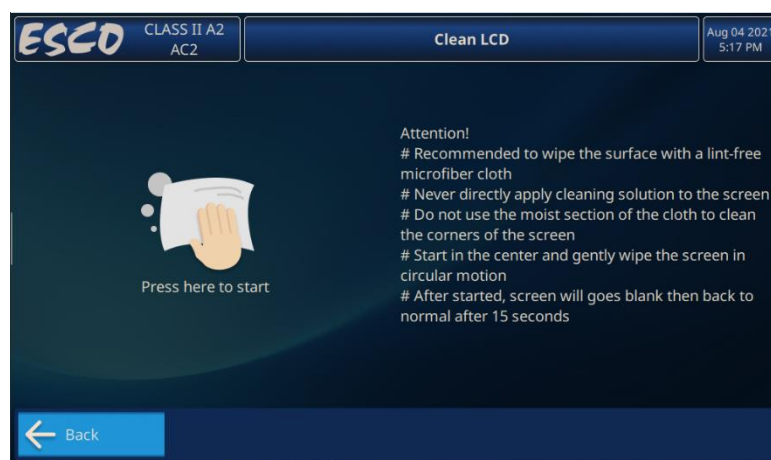 ESCO
CLASS II A2
AC2
Clean LCD
Aug 04 2021
5:17 PM
Attention!
# Recommended to wipe the surface with a lint-free
microfiber cloth
# Never directly apply cleaning solution to the screen
# Do not use the moist section of the cloth to clean
the corners of the screen
# Start in the center and gently wipe the screen in
circular motion
# After started, screen will goes blank then back to
normal after 15 seconds
Press here to start
Back